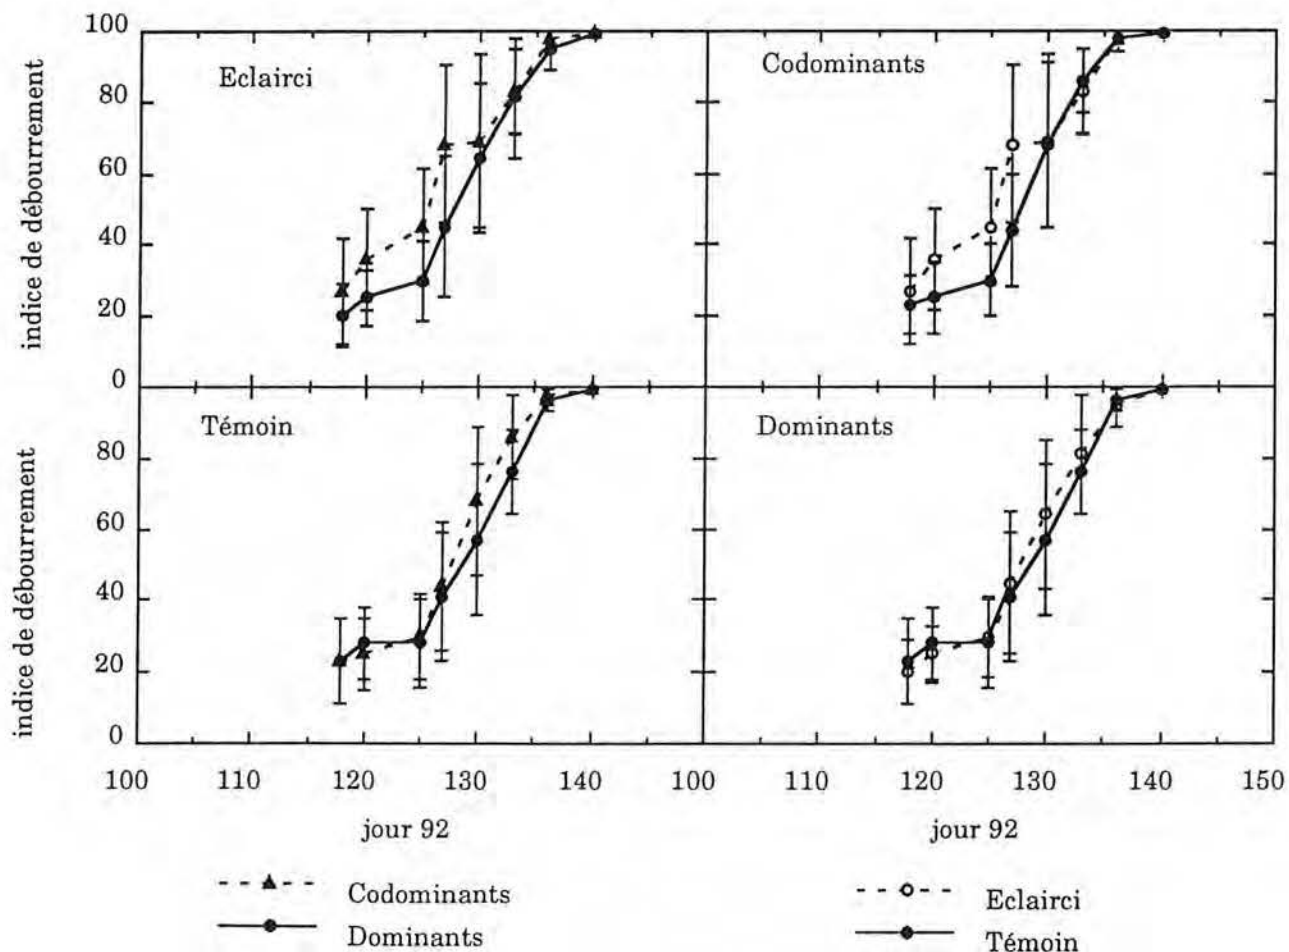 100
80
60
40
20
0
indice de débourrement
Eclairci
Codominants
80
60
40
20
0
indice de débourrement
Témoin
Dominants
100 110 120 130 140 100 110 120 130 140 150
jour 92 jour 92
Codominants
Dominants
Eclairci
Témoin